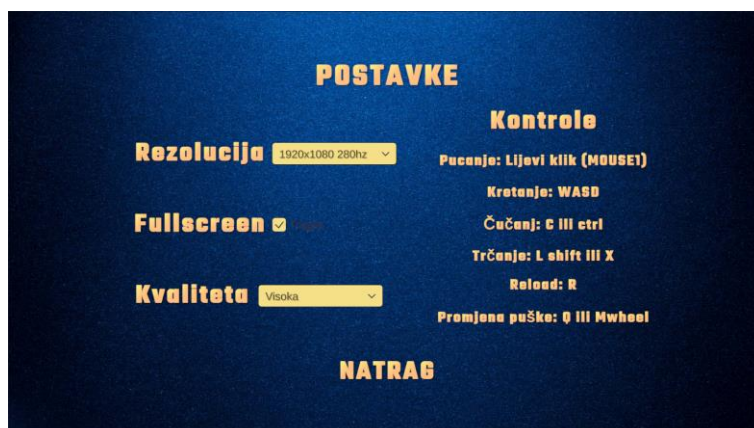 POSTAVKE
Rezolucija 1920x1080 280hz
Fullscreen Toggle
Kvaliteta Visoka
Kontrole
Pucanje: Lijevi klik (MOUSE1)
Kretanje: WASD
Čučanj: C ili ctrl
Trčanje: L shift ili X
Reload: R
Promjena puške: Q ili Mwheel
NATRAG